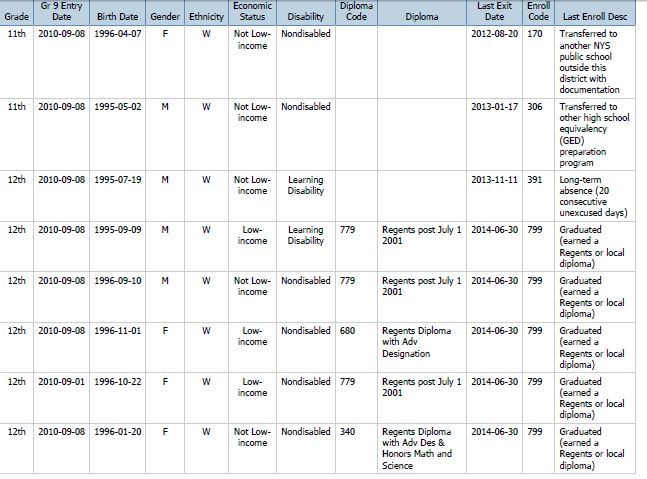 Grade Gr 9 Entry Date Birth Date Gender Ethnicity Economic Status Disability Diploma Code Diploma Last Exit Date Enroll Code Last Enroll Desc
11th 2010-09-08 1996-04-07 F W Not Low- Nondisabled 2012-08-20 170 Transferred to
income another NYS
public school
outside this
district with
documentation
11th 2010-09-08 1995-05-02 M W Not Low- Nondisabled 2013-01-17 306 Transferred to
income other high school
equivalency
(GED)
preparation
program
12th 2010-09-08 1995-07-19 M W Not Low- Learning 2013-11-11 391 Long-term
income Disability absence (20
consecutive
unexcused days)
12th 2010-09-08 1995-09-09 M W Low- Learning 779 Regents post July 1 2014-06-30 799 Graduated
income Disability 2001 (earned a
Regents or local
diploma)
12th 2010-09-08 1996-09-10 M W Not Low- Nondisabled 779 Regents post July 1 2014-06-30 799 Graduated
income 2001 (earned a
Regents or local
diploma)
12th 2010-09-08 1996-11-01 F W Low- Nondisabled 680 Regents Diploma 2014-06-30 799 Graduated
income with Adv (earned a
Designation Regents or local
diploma)
12th 2010-09-01 1996-10-22 F W Low- Nondisabled 779 Regents post July 1 2014-06-30 799 Graduated
income 2001 (earned a
Regents or local
diploma)
12th 2010-09-08 1996-01-20 F W Not Low- Nondisabled 340 Regents Diploma 2014-06-30 799 Graduated
income with Adv Des & (earned a
Honors Math and Regents or local
Science diploma)